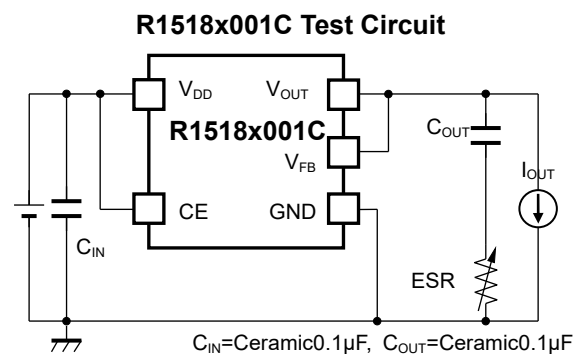 R1518x001C Test Circuit
VDD
VOUT
R1518x001C
COUT
VFB
IOUT
CE
GND
CIN
ESR
CIN=Ceramic0.1µF, COUT=Ceramic0.1µF